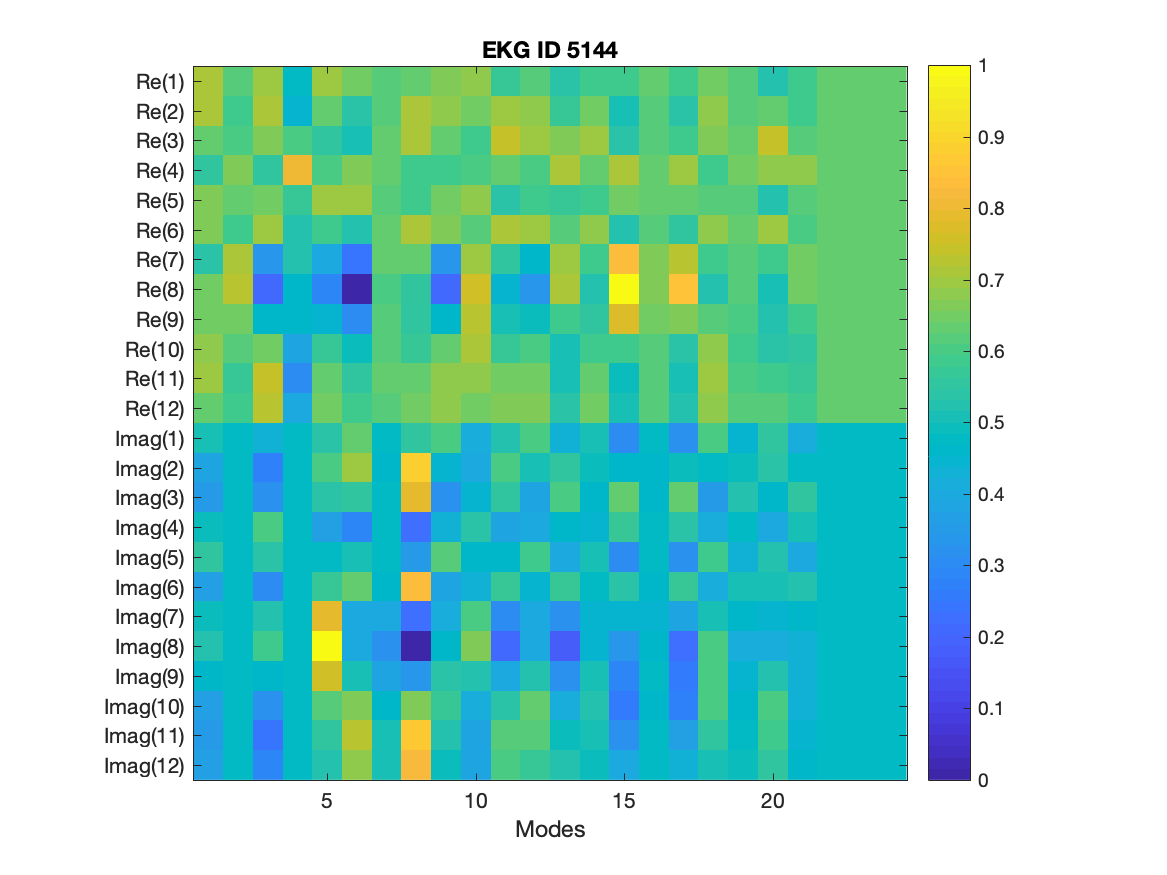 EKG ID 5144
Re(1)
Re(2)
Re(3)
Re(4)
Re(5)
Re(6)
Re(7)
Re(8)
Re(9)
Re(10)
Re(11)
Re(12)
Imag(1)
Imag(2)
Imag(3)
Imag(4)
Imag(5)
Imag(6)
Imag(7)
Imag(8)
Imag(9)
Imag(10)
Imag(11)
Imag(12)
5 10 15 20
Modes
1
0.9
0.8
0.7
0.6
0.5
0.4
0.3
0.2
0.1
0